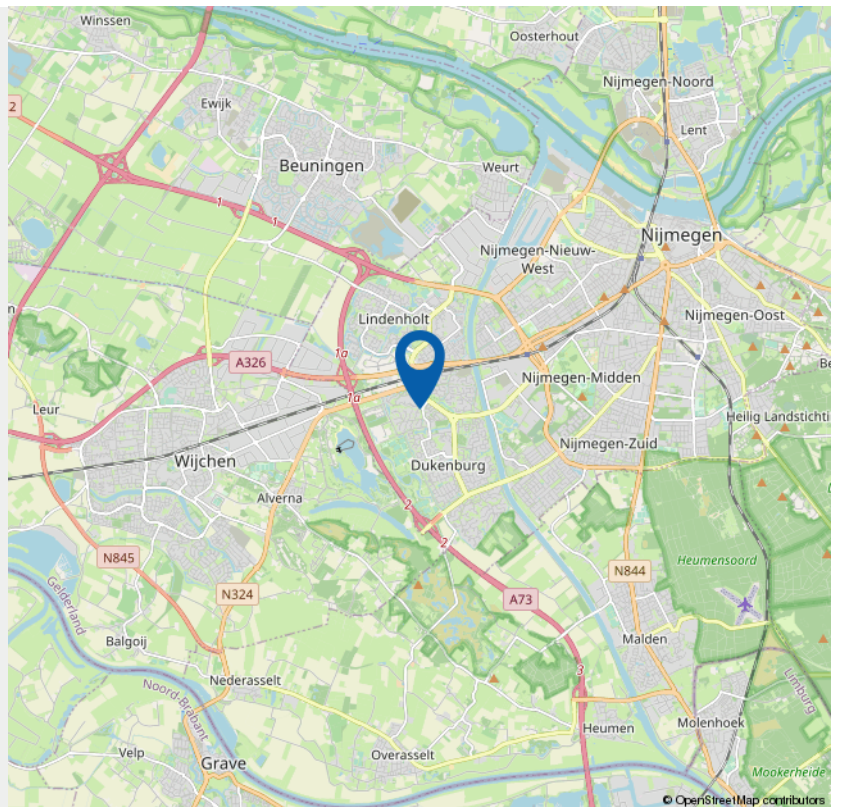 Winssen
Oosterhout
Nijmegen-Noord
Ewijk
2
Lent
Beuningen
Weurt
1
1
Nijmegen
Nijmegen-Nieuw-
West
Lindenholt
Nijmegen-Oost
1a
A326
Be
Nijmegen-Midden
1a
Leur
Heilig Landstichti
Nijmegen-Zuid
Wijchen
Dukenburg
Alverna
2
2
N845
Heumensoord
N844
Gelderland
N324
A73
Balgoij
Malden
3
Nederasselt
Noord-Brabant
Limburg
Molenhoek
Heumen
Velp
Overasselt
Grave
Mookerheide
© OpenStreetMap contributors